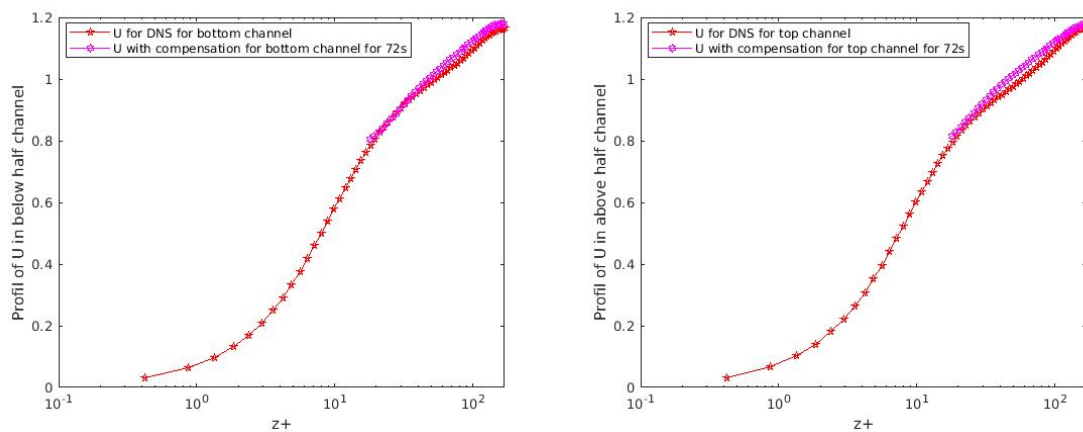 1.2
1
0.8
0.6
0.4
0.2
0
Profil of U in below half channel
U for DNS for bottom channel
U with compensation for bottom channel for 72s
10-1
100
101
102
z+
1.2
1
0.8
0.6
0.4
0.2
0
Profil of U in above half channel
U for DNS for top channel
U with compensation for top channel for 72s
10-1
100
101
102
z+